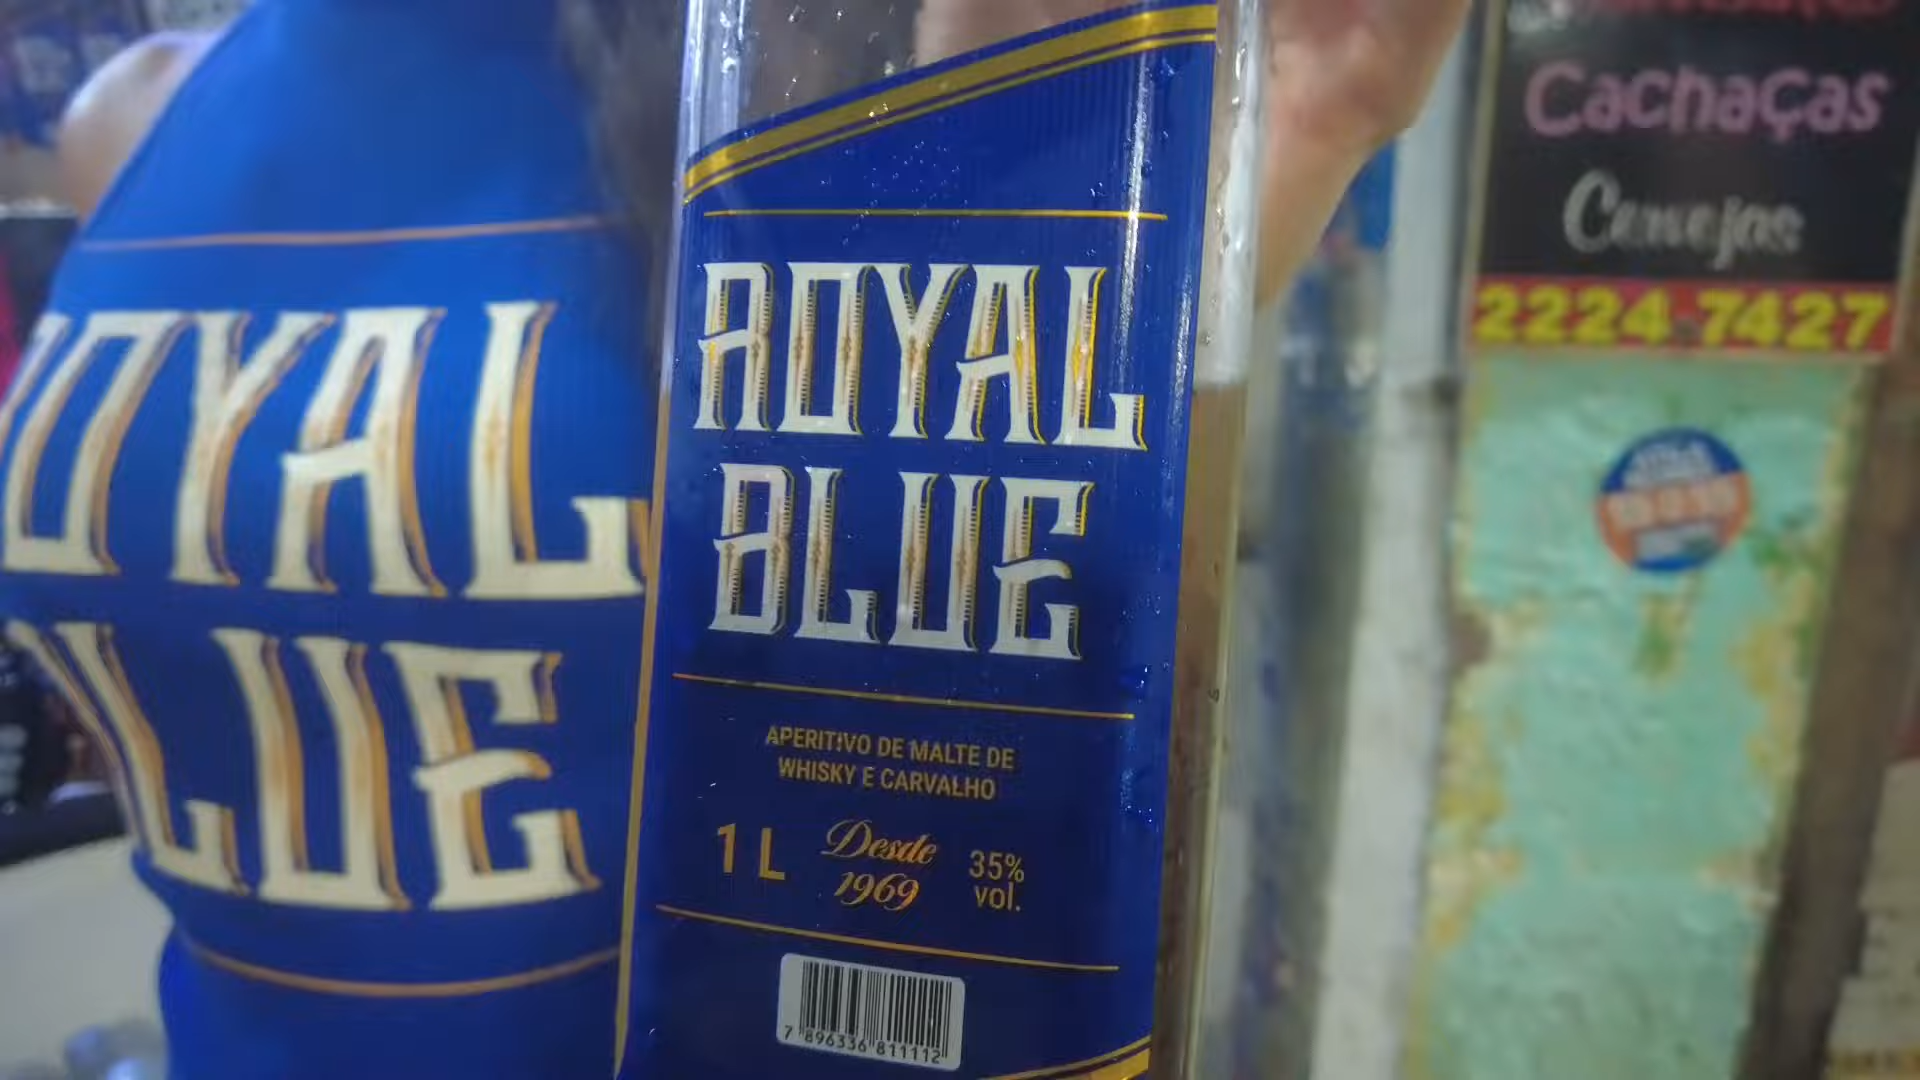 ROYAL
BLUE
APERITIVO DE MALTE DE
WHISKY E CARVALHO
1 L
Desde
1969
35%
vol.
7 896336 811112
OYAL
LUE
Cachaças
Cervejas
2224-7427